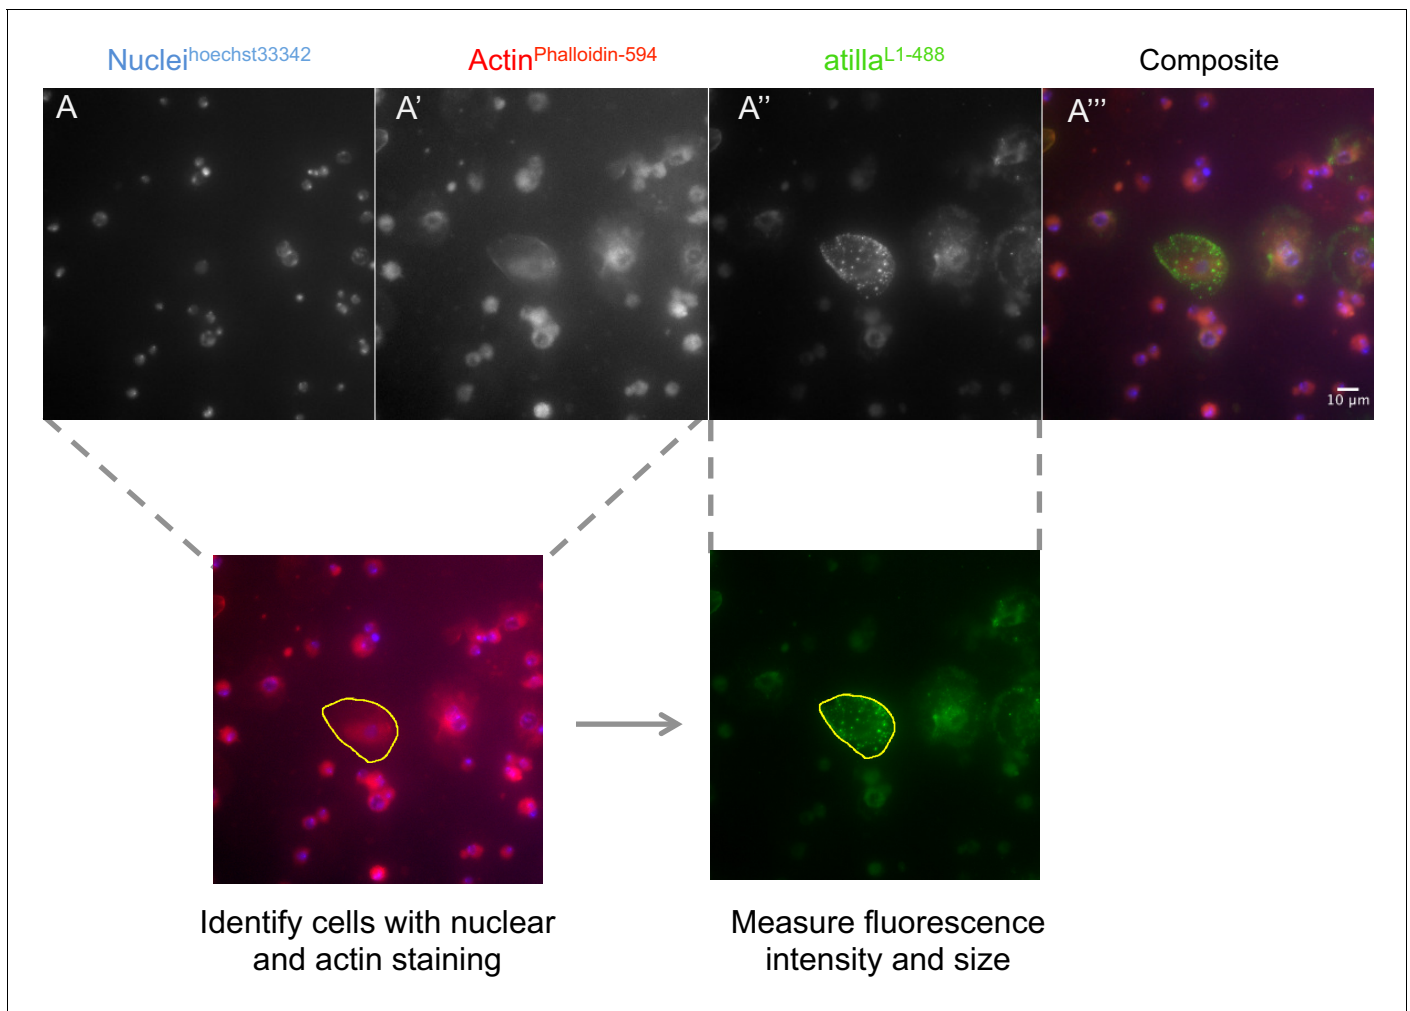 Nucleihoechst33342
ActinPhalloidin-594
atillaL1-488
Composite
A
A’
A’’
A’’’
10 µm
Identify cells with nuclear
and actin staining
Measure fluorescence
intensity and size